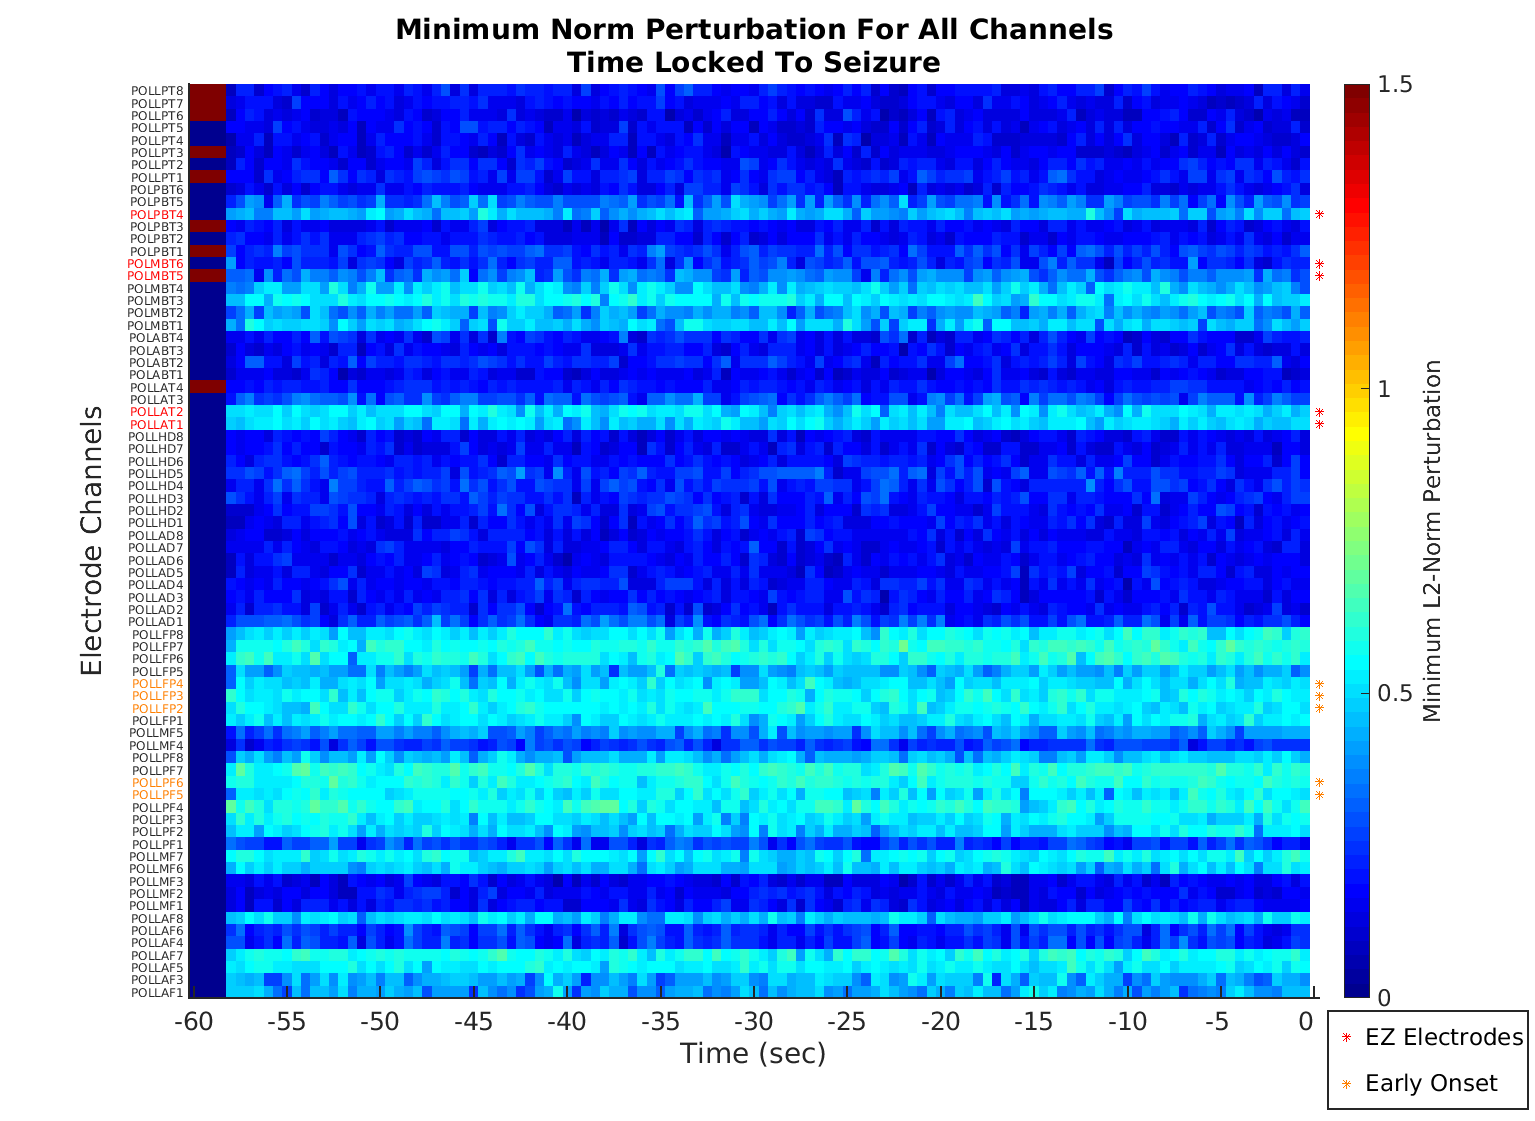 Minimum Norm Perturbation For All Channels
Time Locked To Seizure
Electrode Channels
POLLPT8
POLLPT7
POLLPT6
POLLPT5
POLLPT4
POLLPT3
POLLPT2
POLLPT1
POLPBT6
POLPBT5
POLPBT4
POLPBT3
POLPBT2
POLPBT1
POLMBT6
POLMBT5
POLMBT4
POLMBT3
POLMBT2
POLMBT1
POLABT4
POLABT3
POLABT2
POLABT1
POLLAT4
POLLAT3
POLLAT2
POLLAT1
POLLHD8
POLLHD7
POLLHD6
POLLHD5
POLLHD4
POLLHD3
POLLHD2
POLLHD1
POLLAD8
POLLAD7
POLLAD6
POLLAD5
POLLAD4
POLLAD3
POLLAD2
POLLAD1
POLLFP8
POLLFP7
POLLFP6
POLLFP5
POLLFP4
POLLFP3
POLLFP2
POLLFP1
POLLMF5
POLLMF4
POLLPF8
POLLPF7
POLLPF6
POLLPF5
POLLPF4
POLLPF3
POLLPF2
POLLPF1
POLLMF7
POLLMF6
POLLMF3
POLLMF2
POLLMF1
POLLAF8
POLLAF6
POLLAF4
POLLAF7
POLLAF5
POLLAF3
POLLAF1
-60 -55 -50 -45 -40 -35 -30 -25 -20 -15 -10 -5 0
Time (sec)
1.5
1
0.5
0
Minimum L2-Norm Perturbation
EZ Electrodes
Early Onset